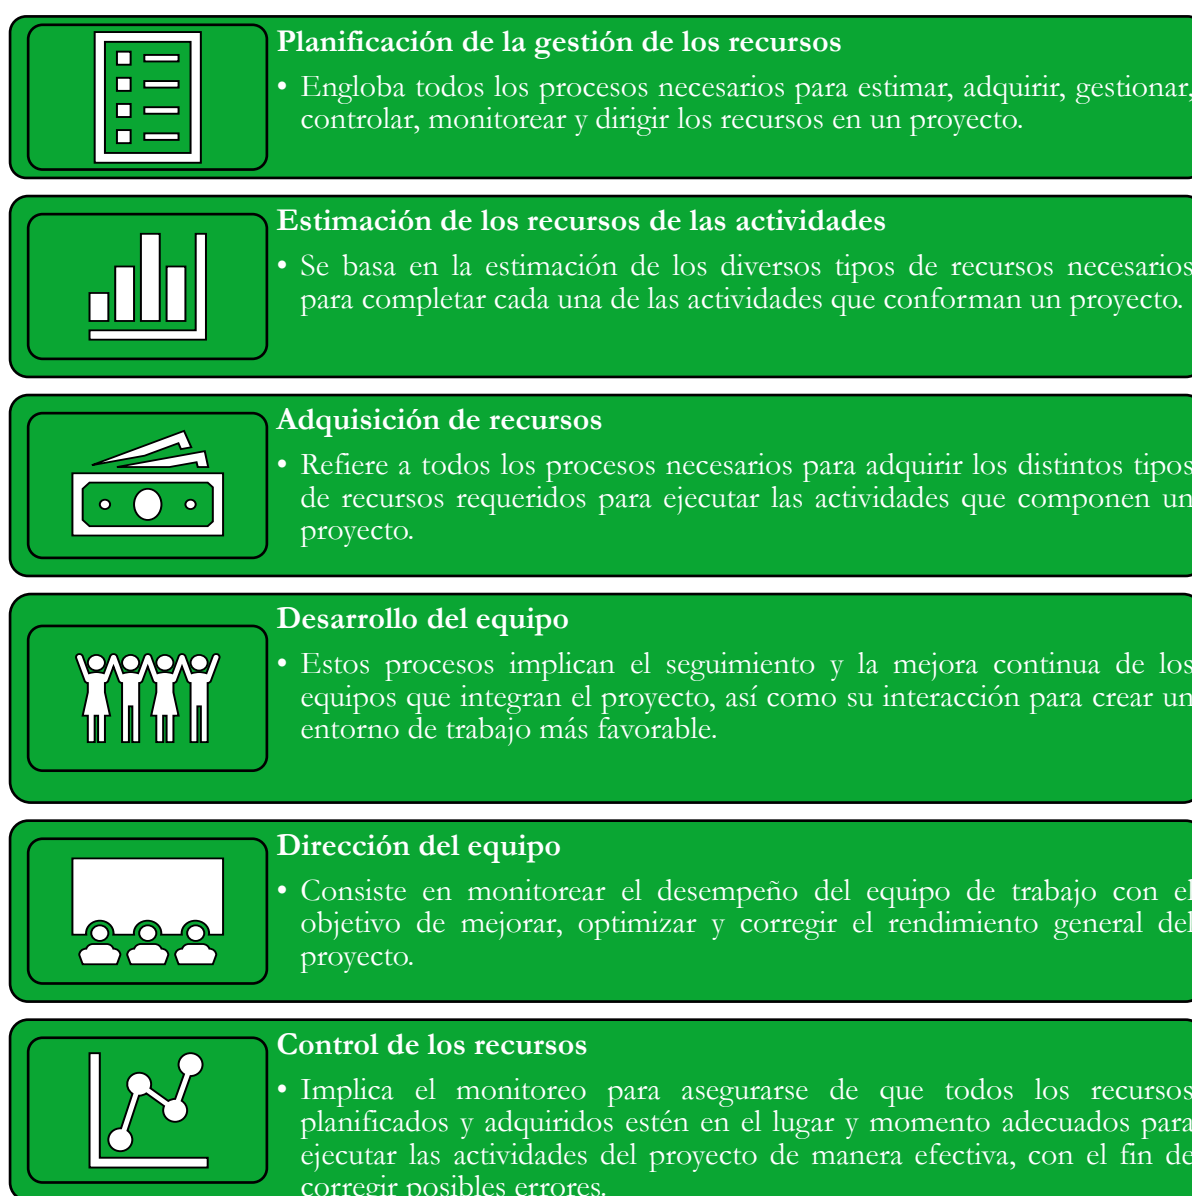 Planificación de la gestión de los recursos
• Engloba todos los procesos necesarios para estimar, adquirir, gestionar,
controlar, monitorear y dirigir los recursos en un proyecto.
Estimación de los recursos de las actividades
• Se basa en la estimación de los diversos tipos de recursos necesarios
para completar cada una de las actividades que conforman un proyecto.
Adquisición de recursos
• Refiere a todos los procesos necesarios para adquirir los distintos tipos
de recursos requeridos para ejecutar las actividades que componen un
proyecto.
Desarrollo del equipo
• Estos procesos implican el seguimiento y la mejora continua de los
equipos que integran el proyecto, así como su interacción para crear un
entorno de trabajo más favorable.
Dirección del equipo
• Consiste en monitorear el desempeño del equipo de trabajo con el
objetivo de mejorar, optimizar y corregir el rendimiento general del
proyecto.
Control de los recursos
• Implica el monitoreo para asegurarse de que todos los recursos
planificados y adquiridos estén en el lugar y momento adecuados para
ejecutar las actividades del proyecto de manera efectiva, con el fin de
corregir posibles errores.